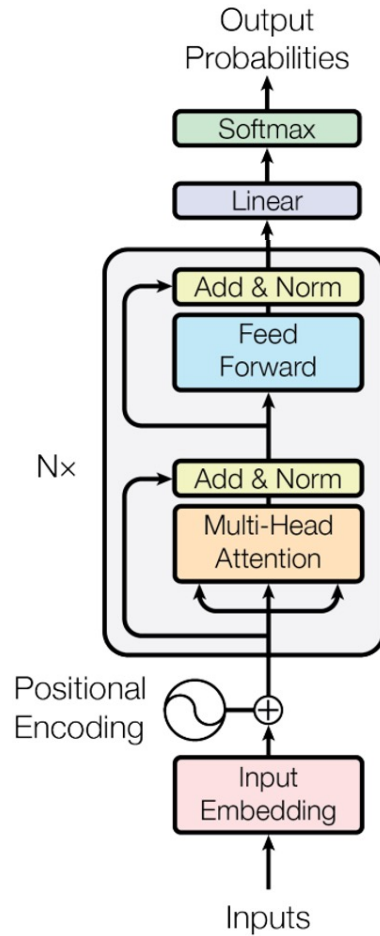 Output
Probabilities
Softmax
Linear
Add & Norm
Feed
Forward
N×
Add & Norm
Multi-Head
Attention
Positional
Encoding
Input
Embedding
Inputs